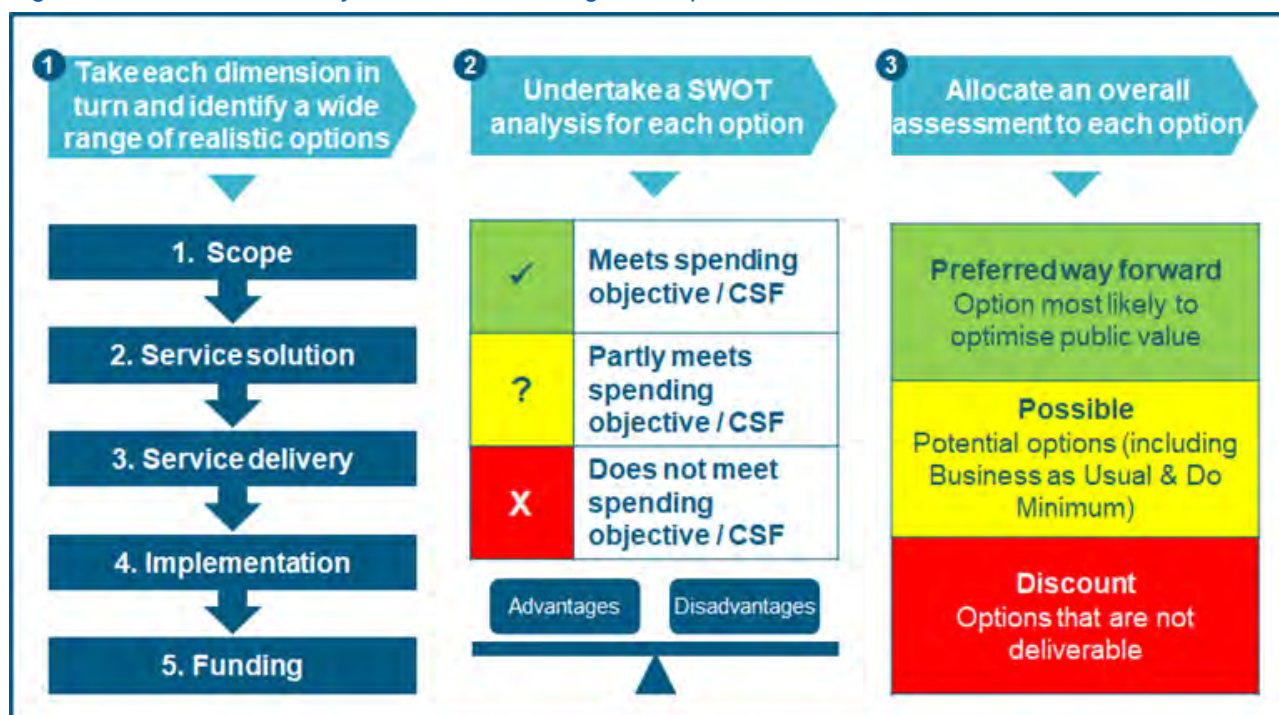 1
Take each dimension in
turn and identify a wide
range of realistic options
1. Scope
2. Service solution
3. Service delivery
4. Implementation
5. Funding
2
Undertake a SWOT
analysis for each option
✓
Meets spending
objective / CSF
?
Partly meets
spending
objective / CSF
X
Does not meet
spending
objective / CSF
Advantages
Disadvantages
3
Allocate an overall
assessment to each option
Preferred way forward
Option most likely to
optimise public value
Possible
Potential options (including
Business as Usual & Do
Minimum)
Discount
Options that are not
deliverable